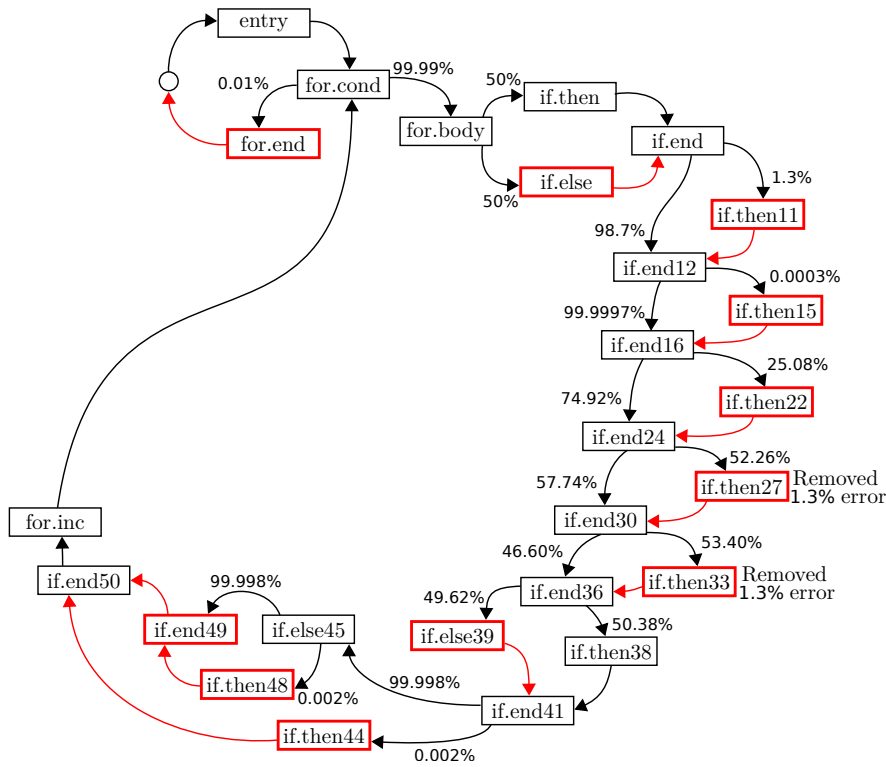 entry
99.99%
0.01%
for.cond
50%
if.then
for.body
for.end
if.end
50%
if.else
1.3%
if.then11
98.7%
if.end12
0.0003%
if.then15
99.9997%
if.end16
25.08%
74.92%
if.then22
if.end24
52.26%
57.74%
if.then27
Removed
1.3% error
if.end30
for.inc
46.60%
53.40%
if.then33
Removed
1.3% error
if.end50
99.998%
if.end36
49.62%
if.end49
if.else45
if.else39
50.38%
if.then38
if.then48
0.002%
99.998%
if.end41
if.then44
0.002%